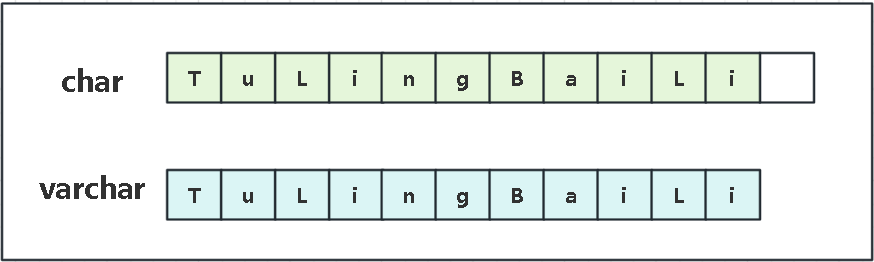 char T u L i n g B a i L i
varchar T u L i n g B a i L i